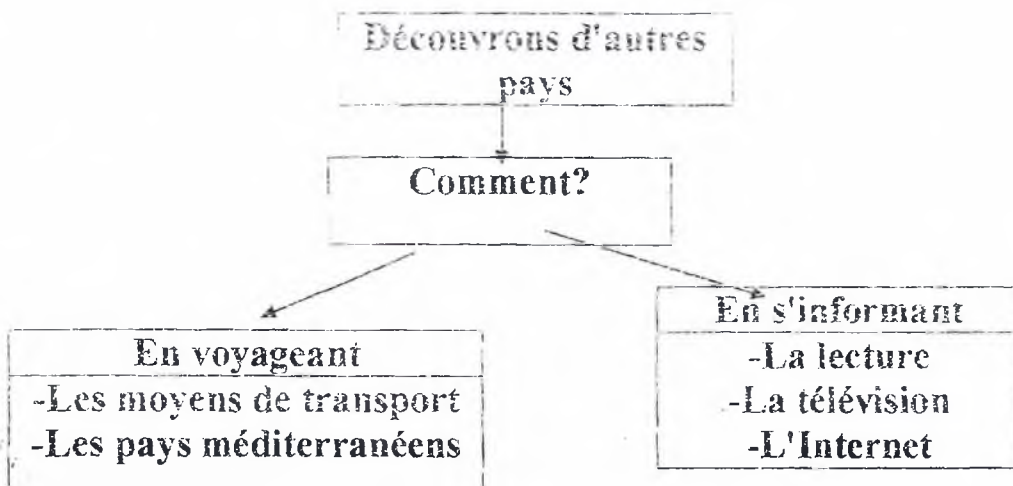 Découvrons d'autres
pays
Comment?
En voyageant
-Les moyens de transport
-Les pays méditerranéens
En s'informant
-La lecture
-La télévision
-L'Internet